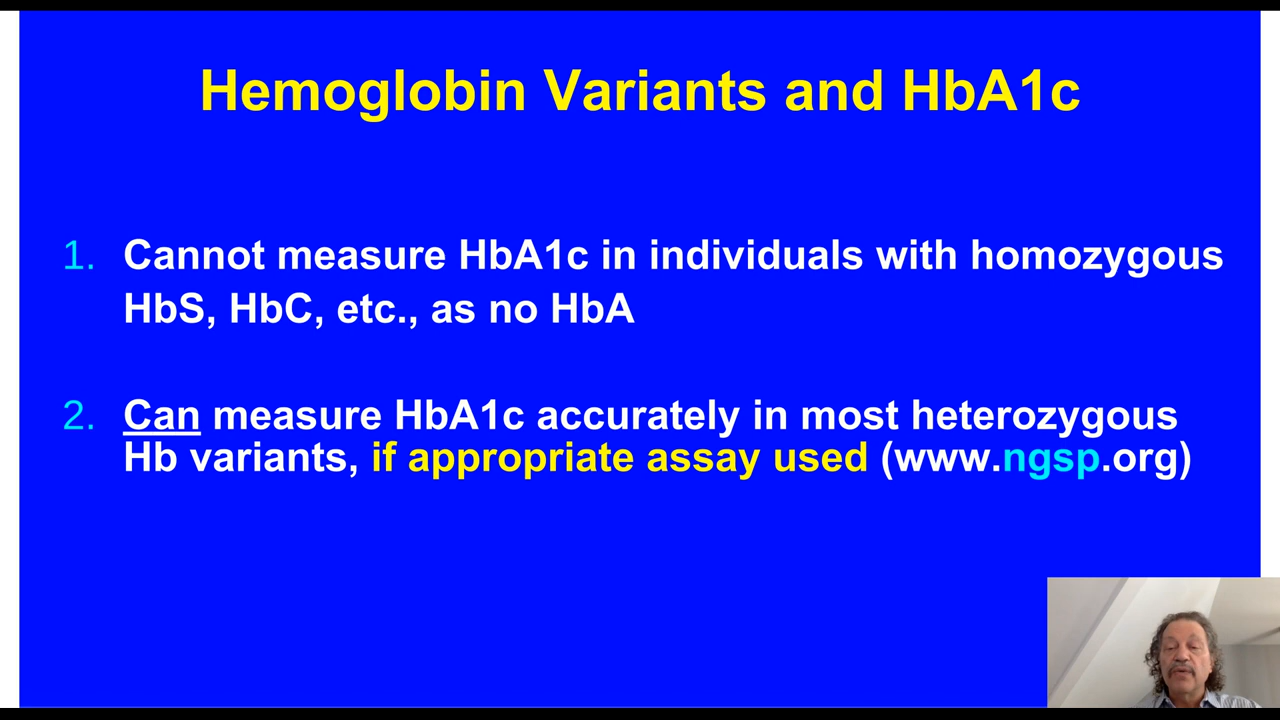 Hemoglobin Variants and HbA1c
1. Cannot measure HbA1c in individuals with homozygous
HbS, HbC, etc., as no HbA
2. Can measure HbA1c accurately in most heterozygous
Hb variants, if appropriate assay used (www.ngsp.org)